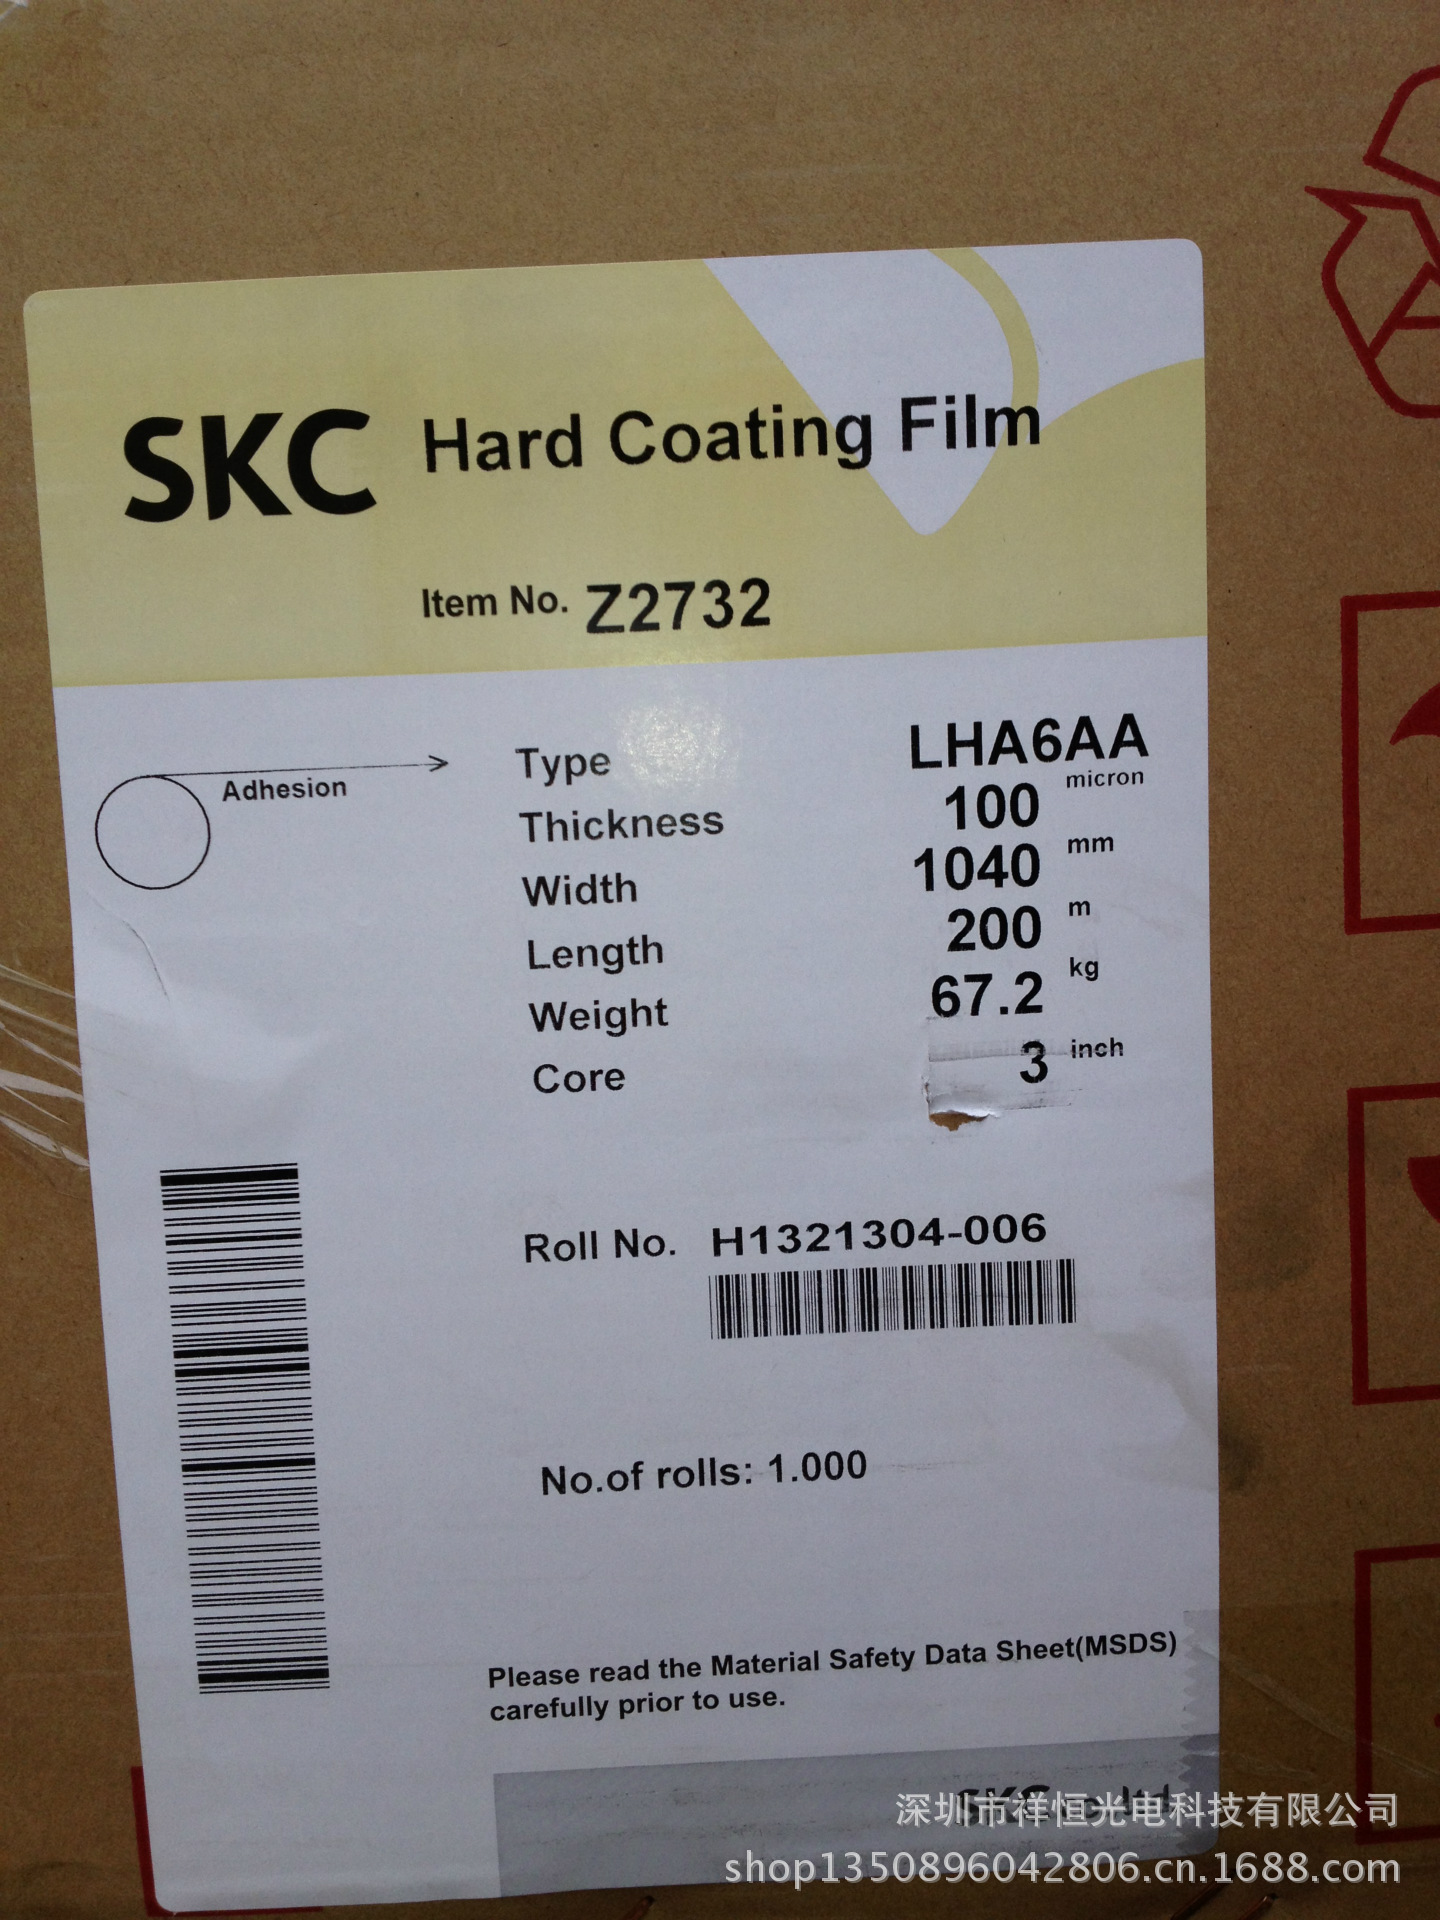 SKC Hard Coating Film
Item No. Z2732
Adhesion
Type LHA6AA
Thickness 100 micron
Width 1040 mm
Length 200 m
Weight 67.2 kg
Core 3 inch
Roll No. H1321304-006
No.of rolls: 1.000
Please read the Material Safety Data Sheet(MSDS)
carefully prior to use.
SKC
深圳市祥恒光电科技有限公司
shop1350896042806.cn.1688.com